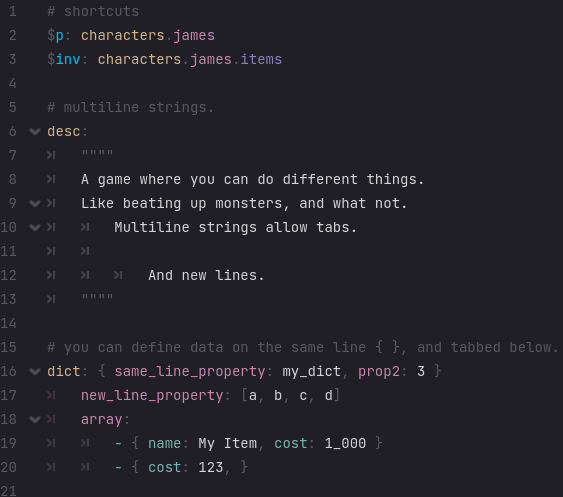 1 # shortcuts
2 $p: characters.james
3 $inv: characters.james.items
4
5 # multiline strings.
6 desc:
7 """"
8 A game where you can do different things.
9 Like beating up monsters, and what not.
10 Multiline strings allow tabs.
11
12 And new lines.
13 """"
14
15 # you can define data on the same line { }, and tabbed below.
16 dict: { same_line_property: my_dict, prop2: 3 }
17 new_line_property: [a, b, c, d]
18 array:
19 - { name: My Item, cost: 1_000 }
20 - { cost: 123, }
21